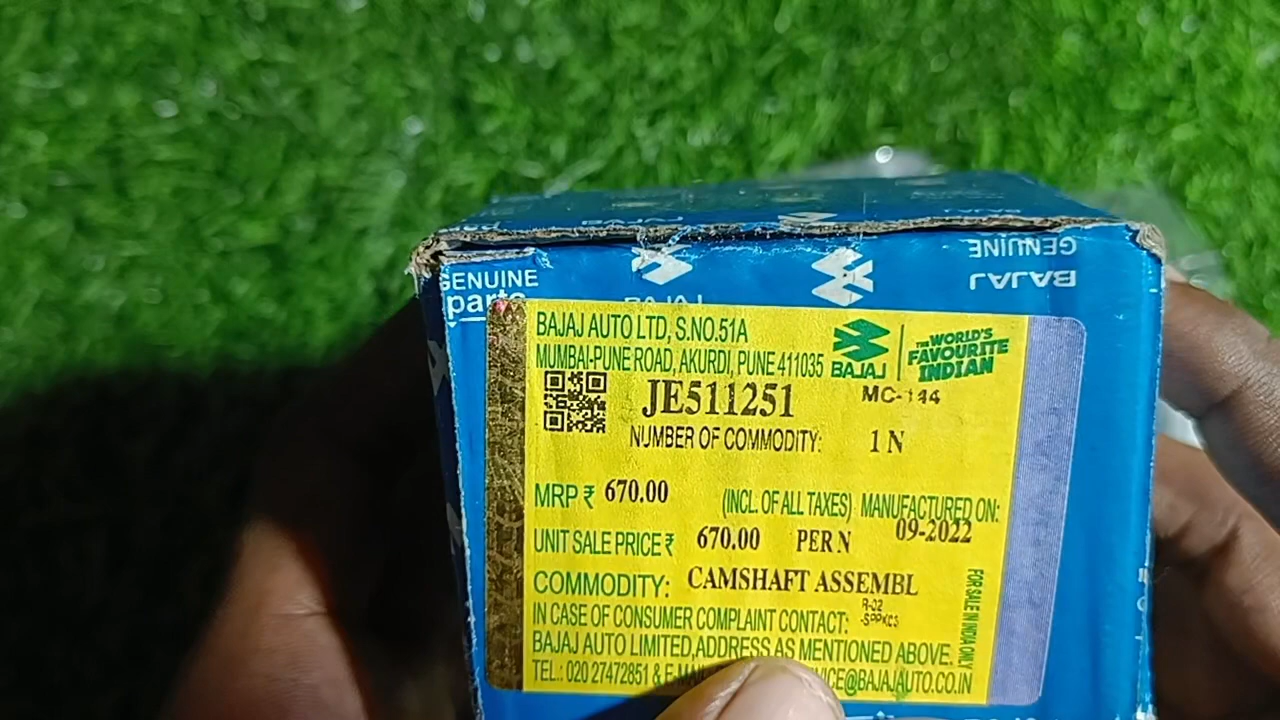 GENUINE
BAJAJ
GENUINE
parts
BAJAJ AUTO LTD, S.NO.51A
MUMBAI-PUNE ROAD, AKURDI, PUNE 411035
BAJAJ
THE WORLD'S
FAVOURITE
INDIAN
JE511251
NUMBER OF COMMODITY: 1 N
MRP ₹ 670.00 (INCL. OF ALL TAXES) MANUFACTURED ON:
09-2022
UNIT SALE PRICE ₹ 670.00 PER N
COMMODITY: CAMSHAFT ASSEMBL
IN CASE OF CONSUMER COMPLAINT CONTACT:
R-02
BAJAJ AUTO LIMITED,ADDRESS AS MENTIONED ABOVE.
TEL.: 020 27472851 &
FOR SALE IN INDIA ONLY